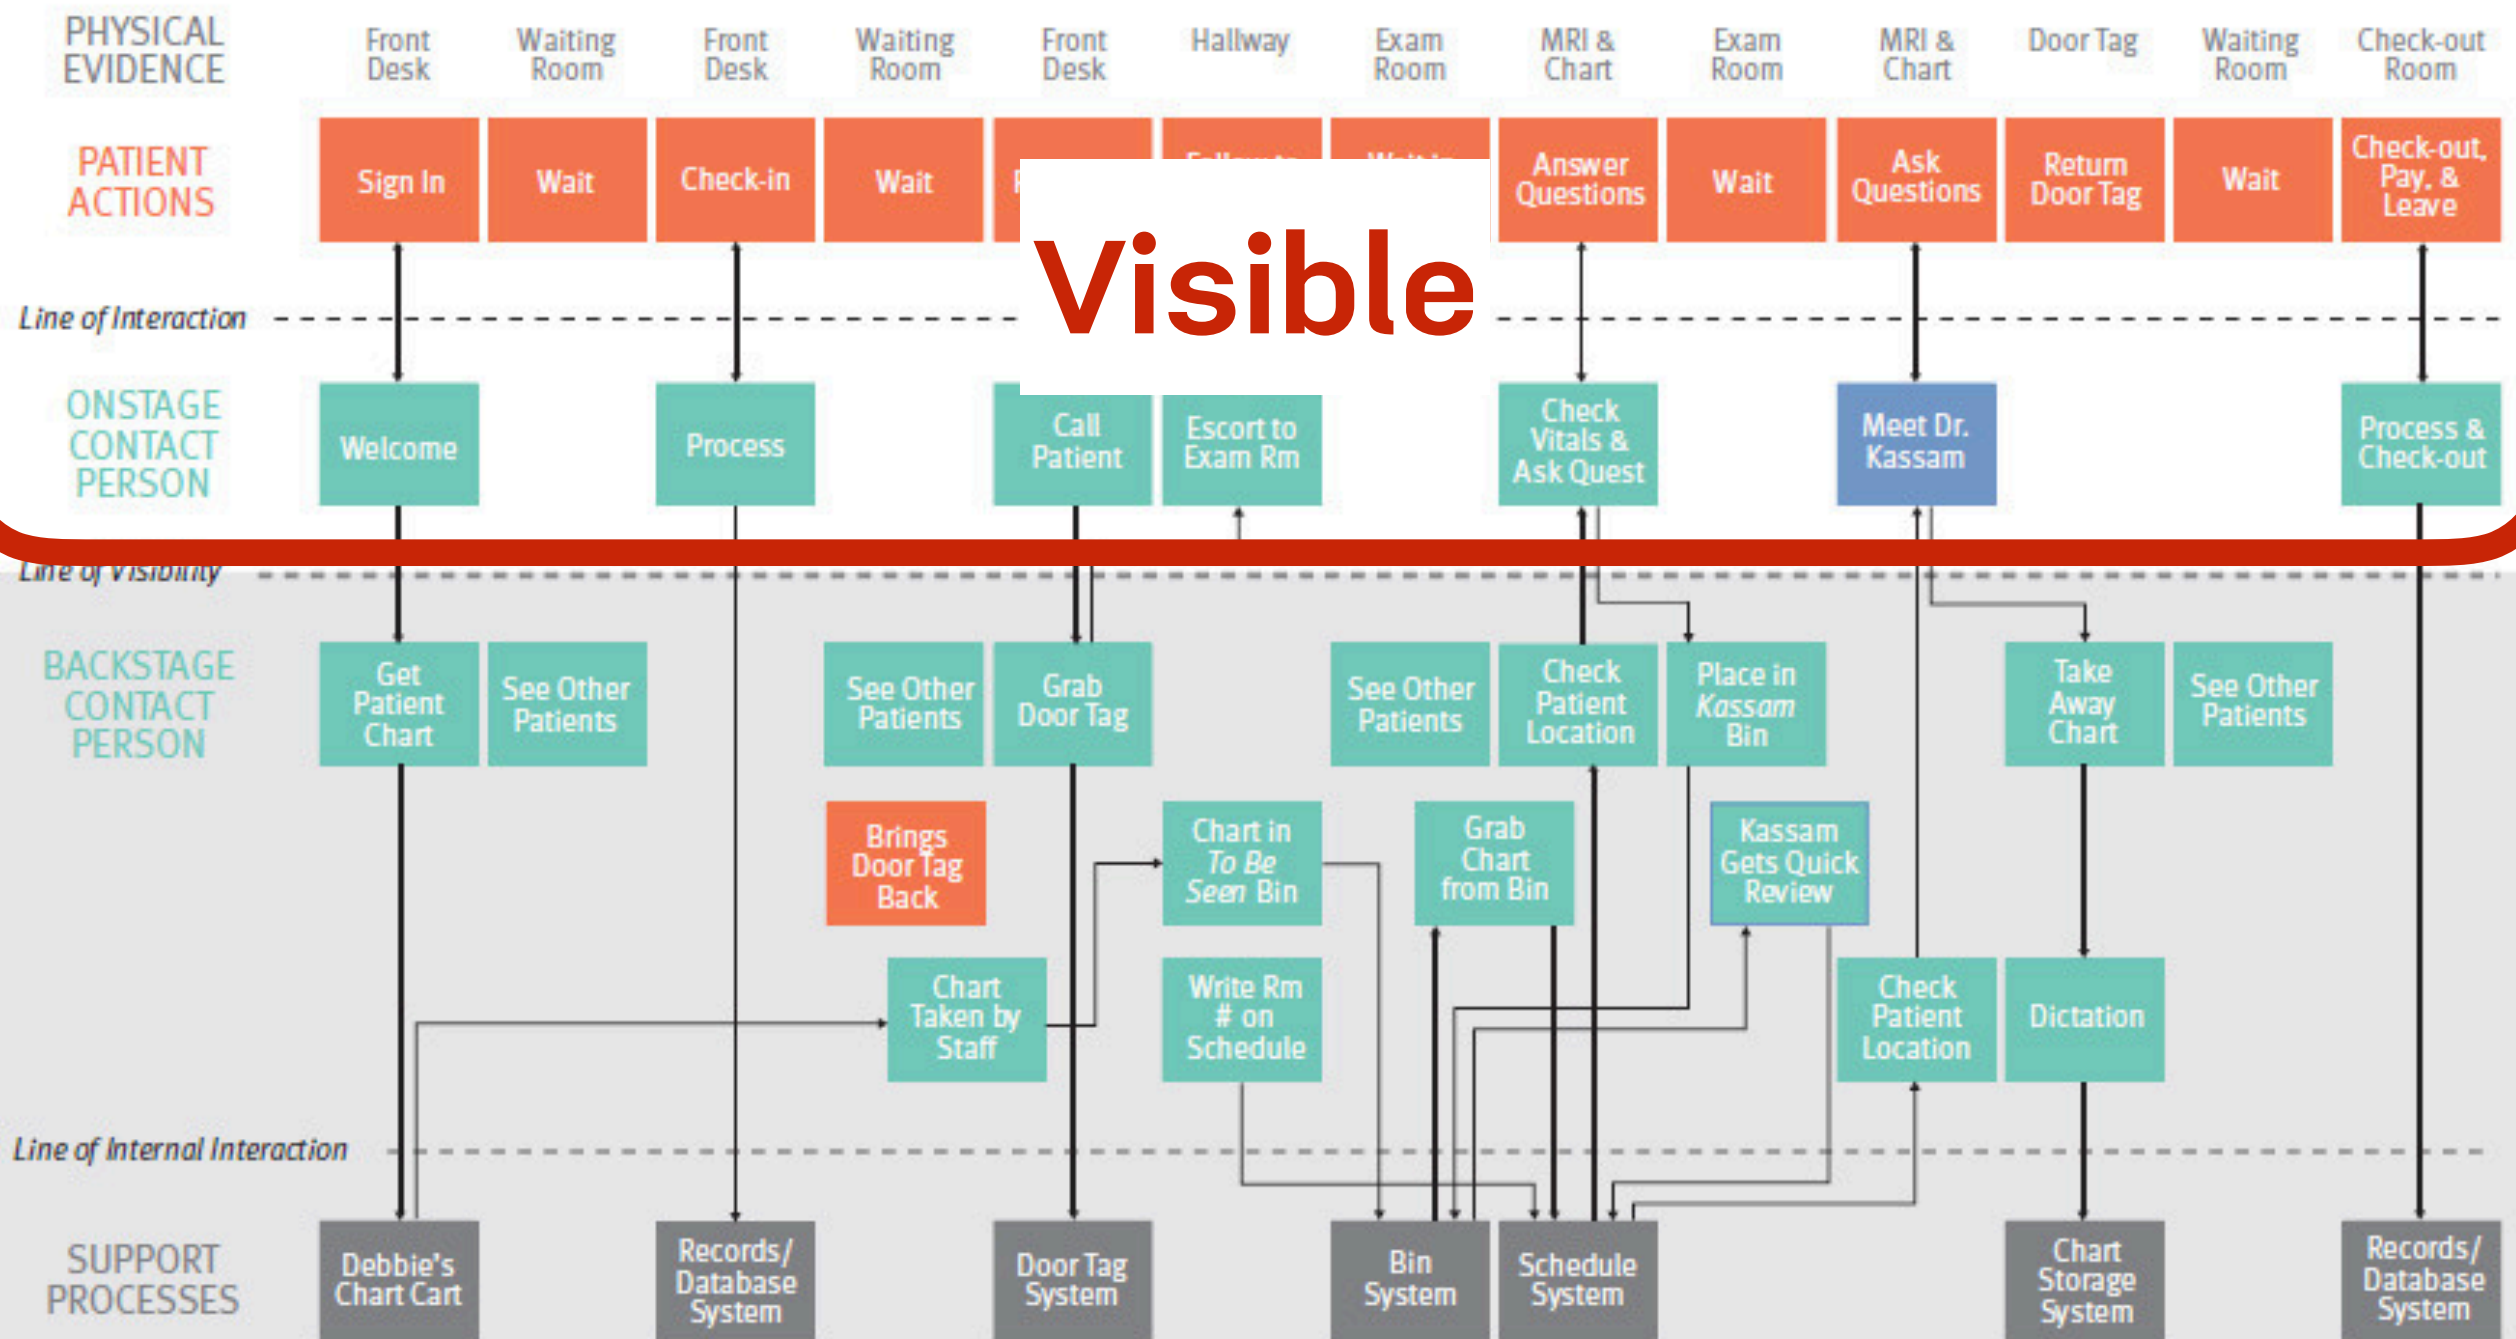 PHYSICAL
EVIDENCE
Front
Desk
Waiting
Room
Front
Desk
Waiting
Room
Front
Desk
Hallway
Exam
Room
MRI &
Chart
Exam
Room
MRI &
Chart
Door Tag
Waiting
Room
Check-out
Room
PATIENT
ACTIONS
Sign In
Wait
Check-in
Wait
Answer
Questions
Wait
Ask
Questions
Return
Door Tag
Wait
Check-out,
Pay, &
Leave
Visible
Line of Interaction
ONSTAGE
CONTACT
PERSON
Welcome
Process
Call
Patient
Escort to
Exam Rm
Check
Vitals &
Ask Quest
Meet Dr.
Kassam
Process &
Check-out
Line of Visibility
BACKSTAGE
CONTACT
PERSON
Get
Patient
Chart
See Other
Patients
See Other
Patients
Grab
Door Tag
See Other
Patients
Check
Patient
Location
Place in
Kassam
Bin
Take
Away
Chart
See Other
Patients
Brings
Door Tag
Back
Chart in
To Be
Seen Bin
Grab
Chart
from Bin
Kassam
Gets Quick
Review
Chart
Taken by
Staff
Write Rm
# on
Schedule
Check
Patient
Location
Dictation
Line of Internal Interaction
SUPPORT
PROCESSES
Debbie's
Chart Cart
Records/
Database
System
Door Tag
System
Bin
System
Schedule
System
Chart
Storage
System
Records/
Database
System